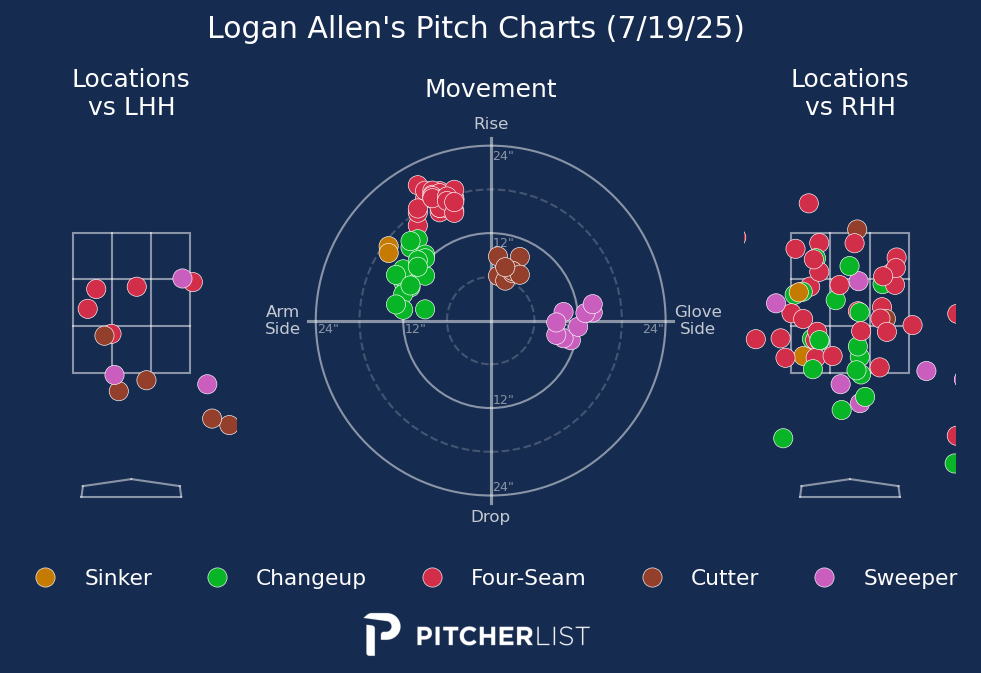 Logan Allen's Pitch Charts (7/19/25)
Locations
vs LHH
Movement
Locations
vs RHH
Rise
24"
12"
Arm
Side
24"
12"
24"
Glove
Side
12"
24"
Drop
Sinker
Changeup
Four-Seam
Cutter
Sweeper
PITCHERLIST